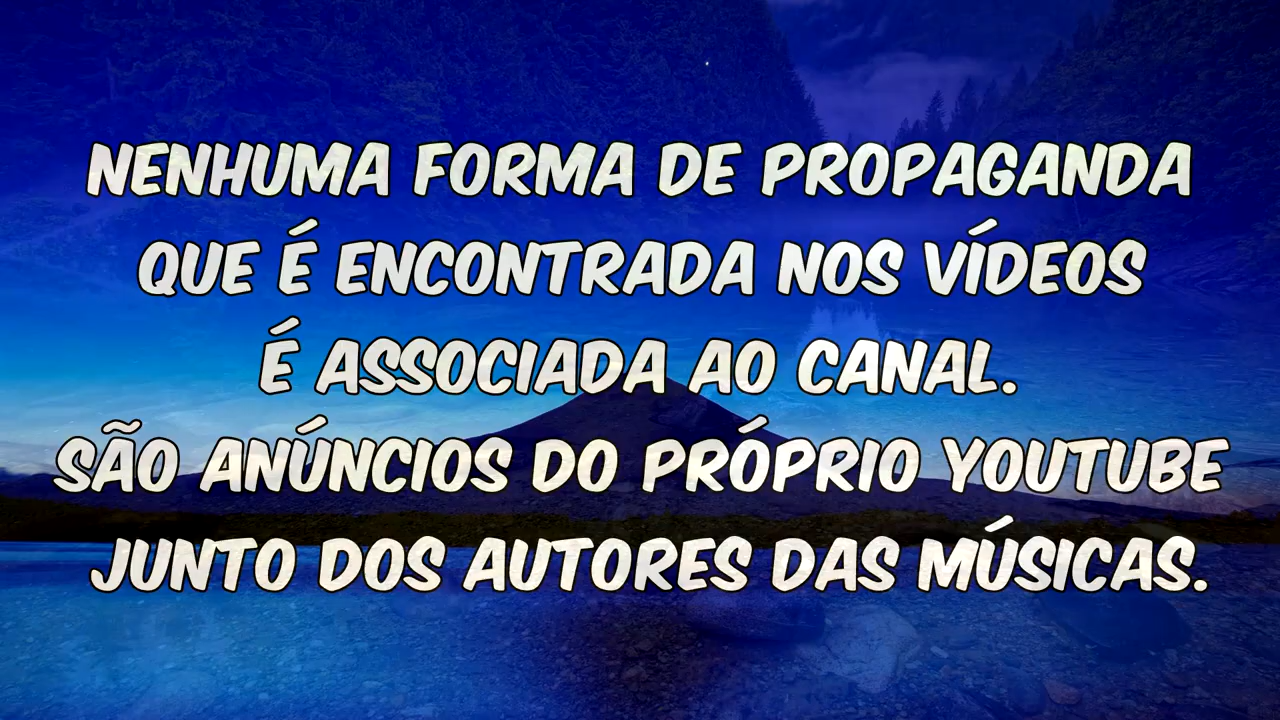 NENHUMA FORMA DE PROPAGANDA
QUE É ENCONTRADA NOS VÍDEOS
É ASSOCIADA AO CANAL.
SÃO ANÚNCIOS DO PRÓPRIO YOUTUBE
JUNTO DOS AUTORES DAS MÚSICAS.